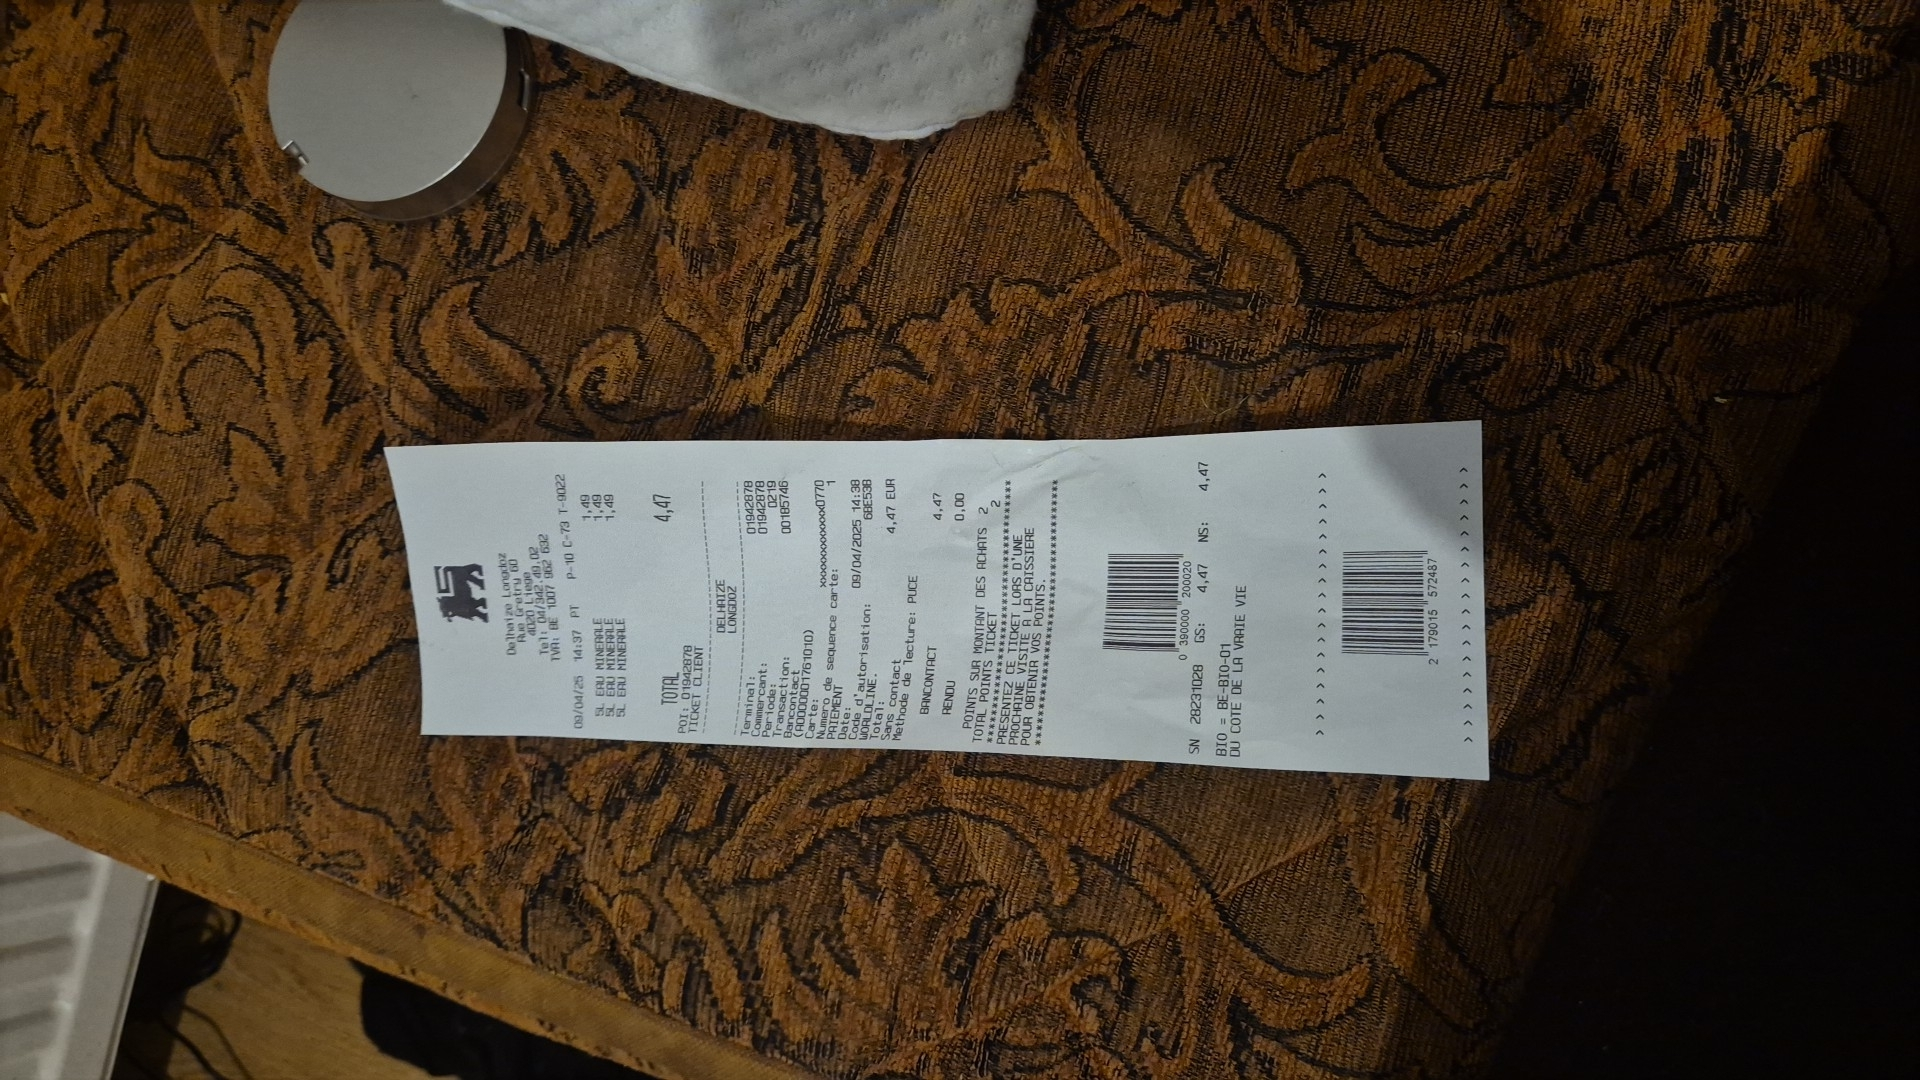 Delhaize Longdoz
Rue Gretry 60
4020 Liege
Tel: 04/342.49.02
TVA: BE 1007 962 632
09/04/25 14:37 PT P-10 C-73 T-9022
5L EAU MINERALE 1,49
5L EAU MINERALE 1,49
5L EAU MINERALE 1,49
TOTAL 4,47
POI: 01942878
TICKET CLIENT
DELHAIZE
LONGDOZ
Terminal: 01942878
Commercant: 01942878
Periode: 0219
Transaction: 00185746
Bancontact
(A0000001761010)
Carte: xxxxxxxxxxxxx0770
Numero de sequence carte: 1
PAIEMENT
Date: 09/04/2025 14:38
Code d'autorisation: 6BE53B
WORLDLINE.
Total: 4,47 EUR
Sans contact
Methode de lecture: PUCE
BANCONTACT 4,47
RENDU 0,00
POINTS SUR MONTANT DES ACHATS 2
TOTAL POINTS TICKET 2
************************************
PRESENTEZ CE TICKET LORS D'UNE
PROCHAINE VISITE A LA CAISSIERE
POUR OBTENIR VOS POINTS.
************************************
0 390000 200020
SN 28231028 GS: 4,47 NS: 4,47
BIO = BE-BIO-01
DU COTE DE LA VRAIE VIE
> > > > > > > > > > > > >
2 179015 572487
> > > > > > > > > > > > >